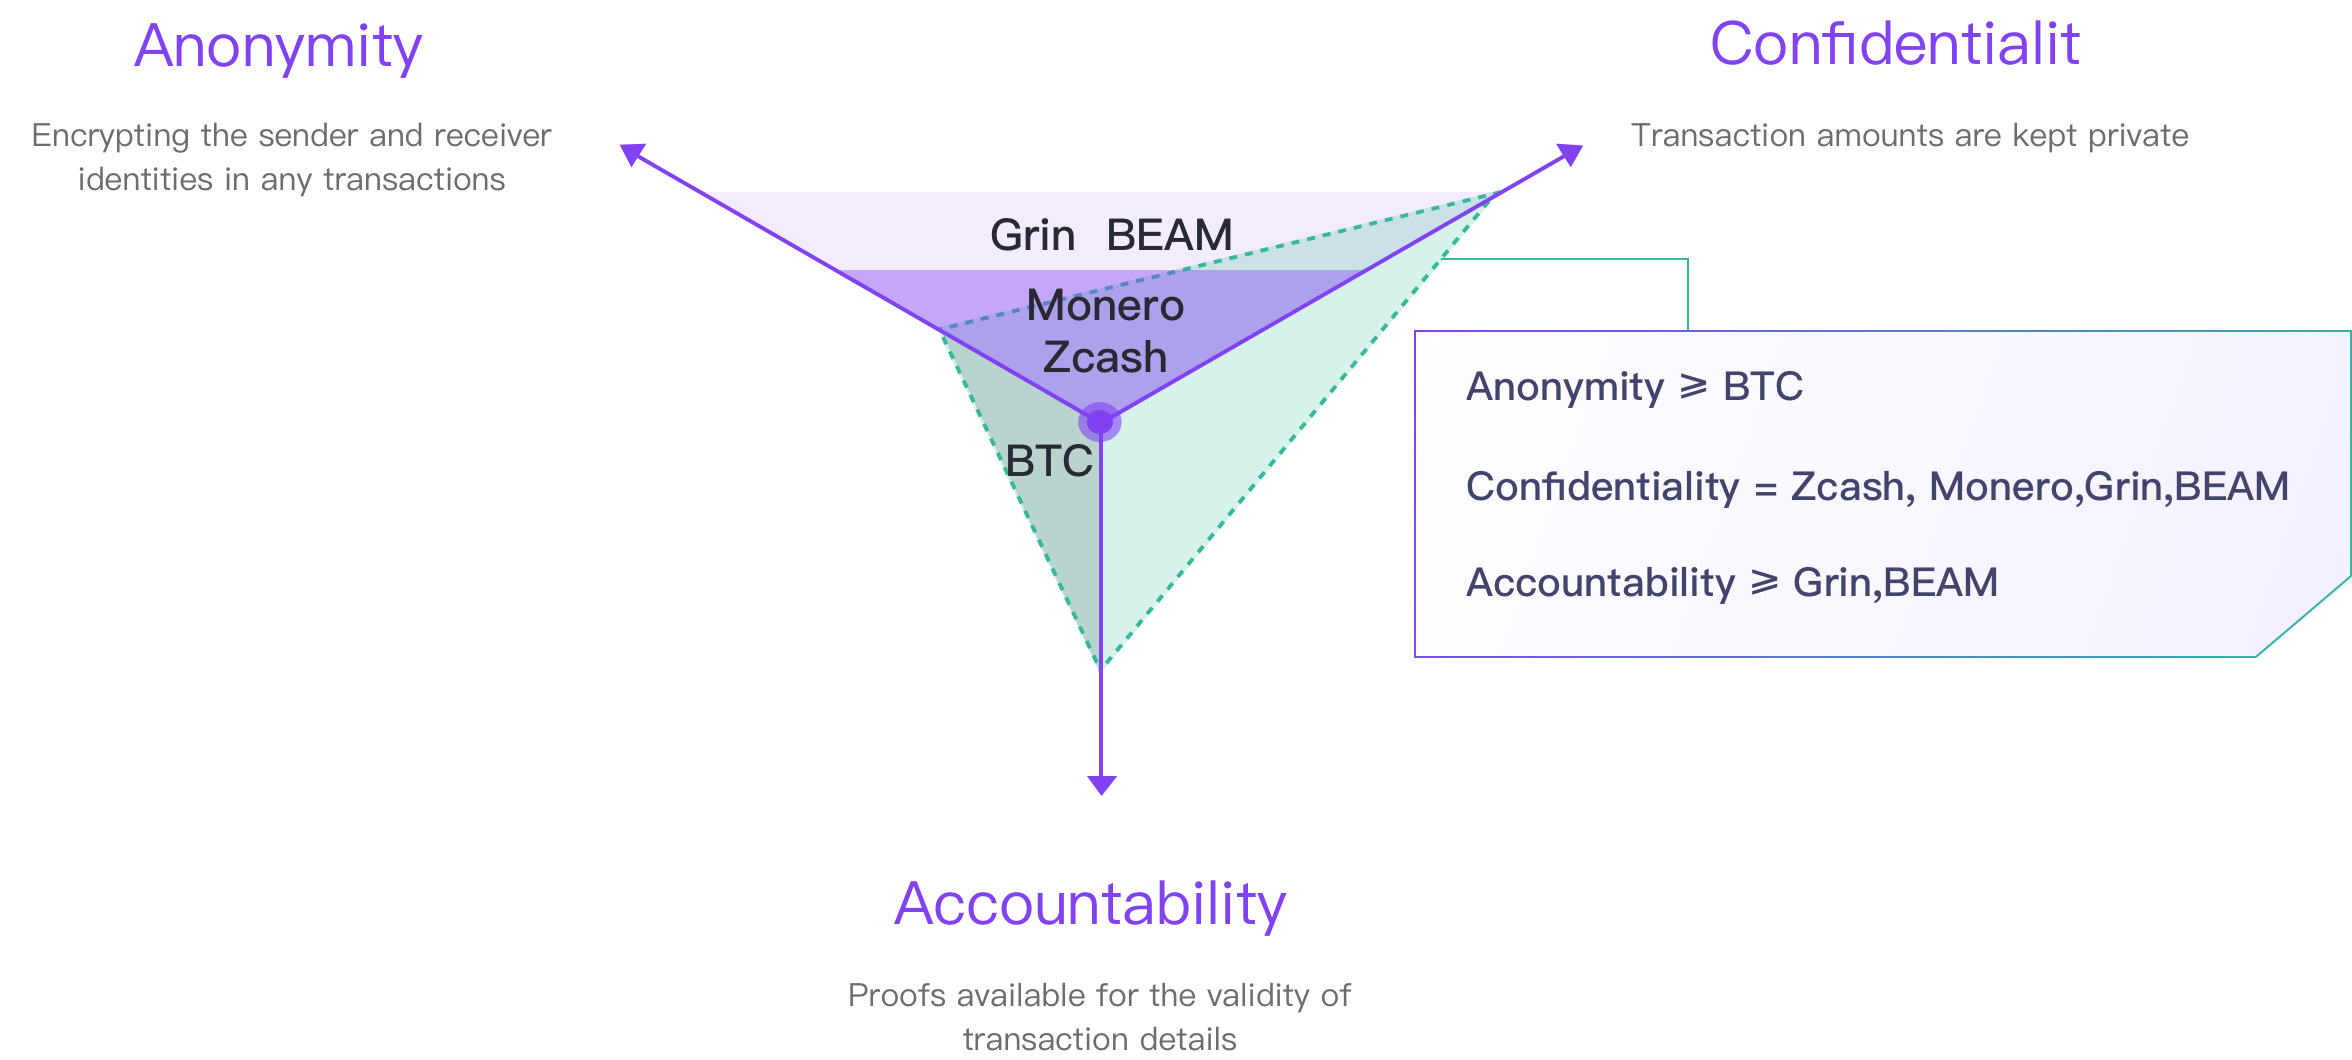 Anonymity
Encrypting the sender and receiver
identities in any transactions
Confidentialit
Transaction amounts are kept private
Grin BEAM
Monero
Zcash
BTC
Anonymity ⩾ BTC
Confidentiality = Zcash, Monero,Grin,BEAM
Accountability ⩾ Grin,BEAM
Accountability
Proofs available for the validity of
transaction details